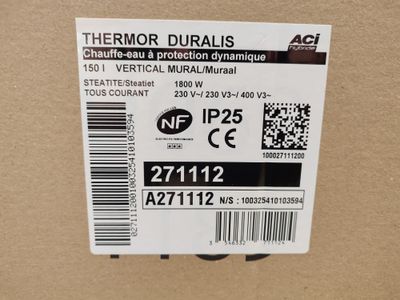 THERMOR DURALIS
ACI
hybride
Chauffe-eau à protection dynamique
150 l VERTICAL MURAL/Muraal
STEATITE/Steatiet 1800 W
TOUS COURANT 230 V~/ 230 V3~/ 400 V3~
NF
IP25
CE
100027111200
271112
A271112 N/S : 100325410103594
027111200100325410103594